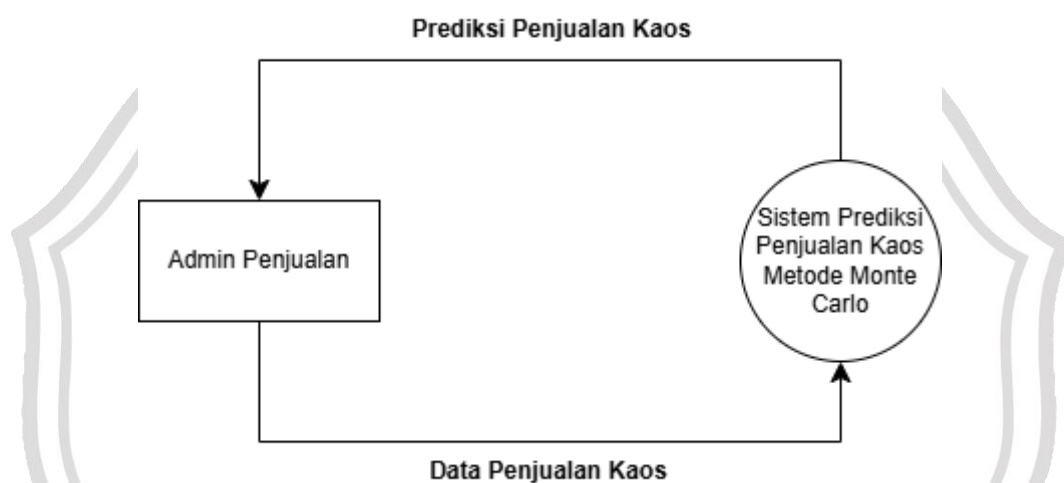 Prediksi Penjualan Kaos
Admin Penjualan
Sistem Prediksi
Penjualan Kaos
Metode Monte
Carlo
Data Penjualan Kaos